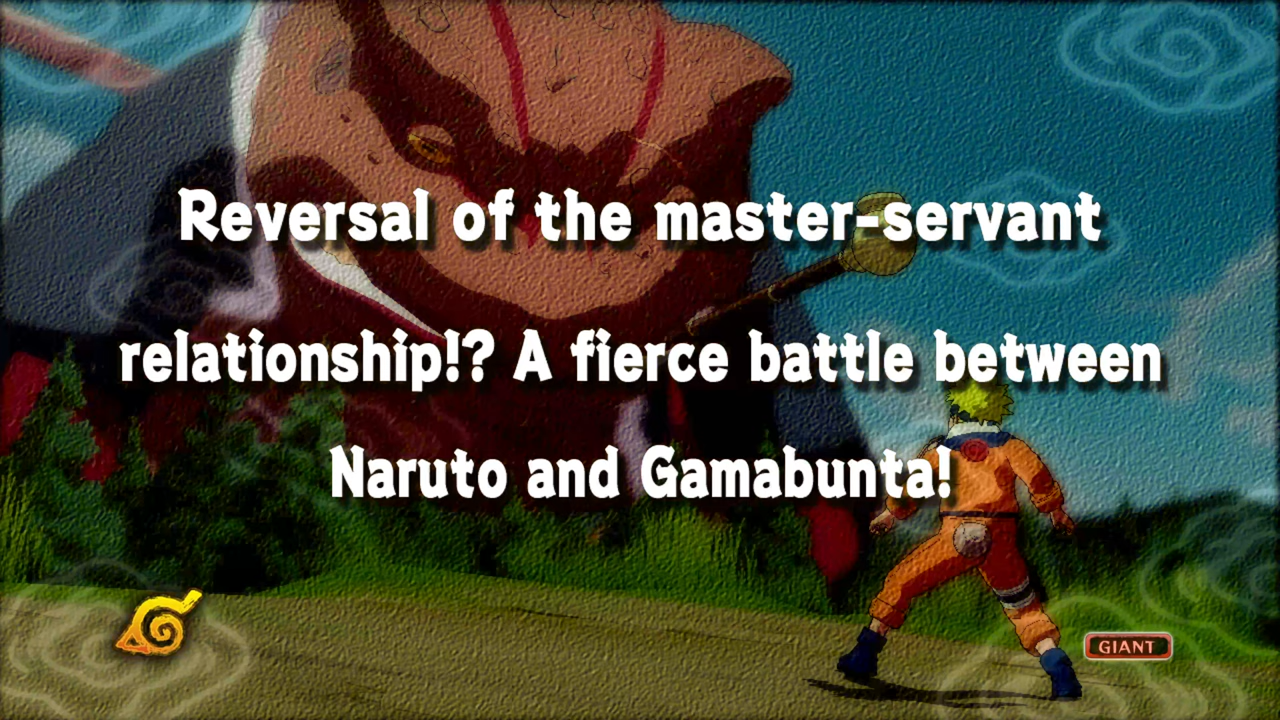 Reversal of the master-servant
relationship!? A fierce battle between
Naruto and Gamabunta!
GIANT